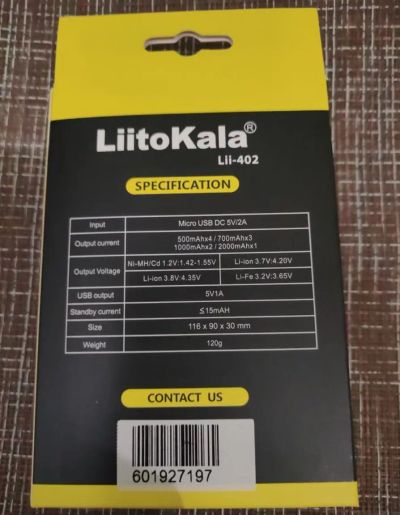 LiitoKala®
Lii-402
SPECIFICATION
Input Micro USB DC 5V/2A
Output current 500mAhx4 / 700mAhx3
1000mAhx2 / 2000mAhx1
Output Voltage Ni-MH/Cd 1.2V:1.42-1.55V Li-ion 3.7V:4.20V
Li-ion 3.8V:4.35V Li-Fe 3.2V:3.65V
USB output 5V1A
Standby current ≦15mAH
Size 116 x 90 x 30 mm
Weight 120g
CONTACT US
601927197